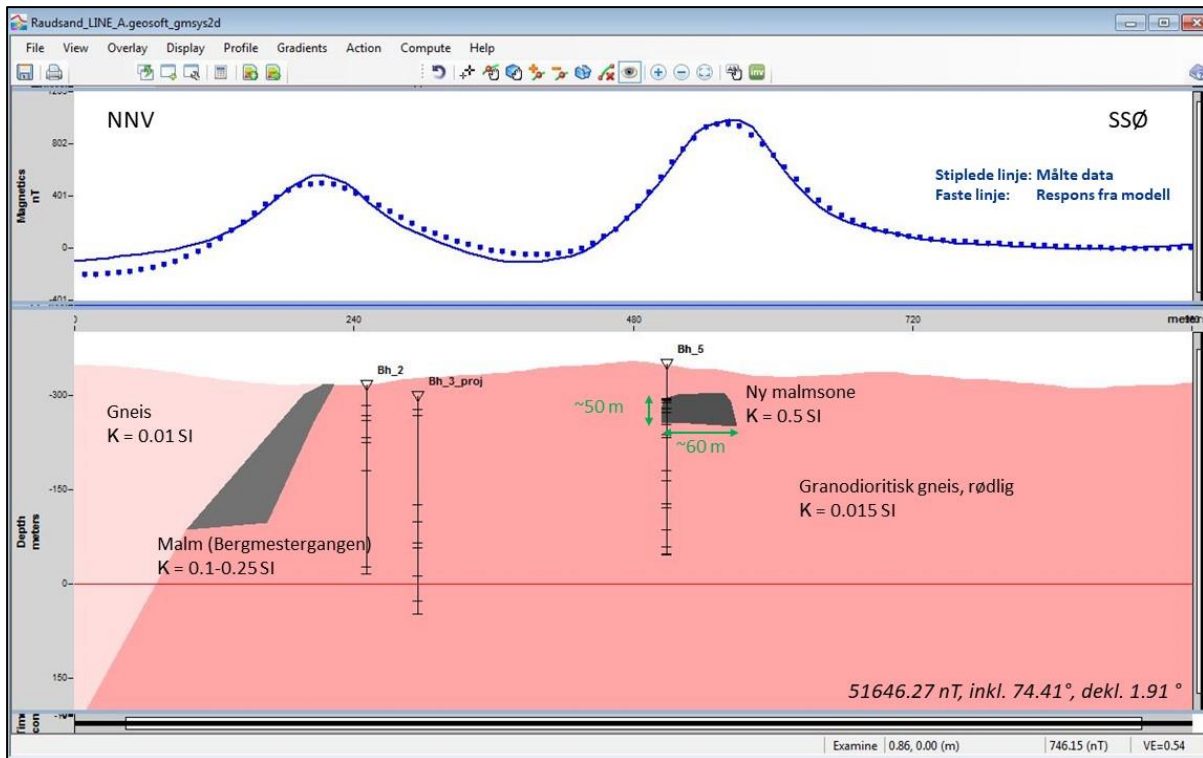 Raudsand_LINE_A.geosoft_gmsys2d
File View Overlay Display Profile Gradients Action Compute Help
inv
NNV
SSØ
802
401
0
-401
Magnetics
nT
Stiplede linje: Målte data
Faste linje: Respons fra modell
0
240
480
720
Bh_2
Bh_3_proj
Bh_5
-300
-150
0
150
Depth
meters
Gneis
K = 0.01 SI
~50 m
~60 m
Ny malmsone
K = 0.5 SI
Granodioritisk gneis, rødlig
K = 0.015 SI
Malm (Bergmestergangen)
K = 0.1-0.25 SI
51646.27 nT, inkl. 74.41°, dekl. 1.91 °
Examine 0.86, 0.00 (m) 746.15 (nT) VE=0.54